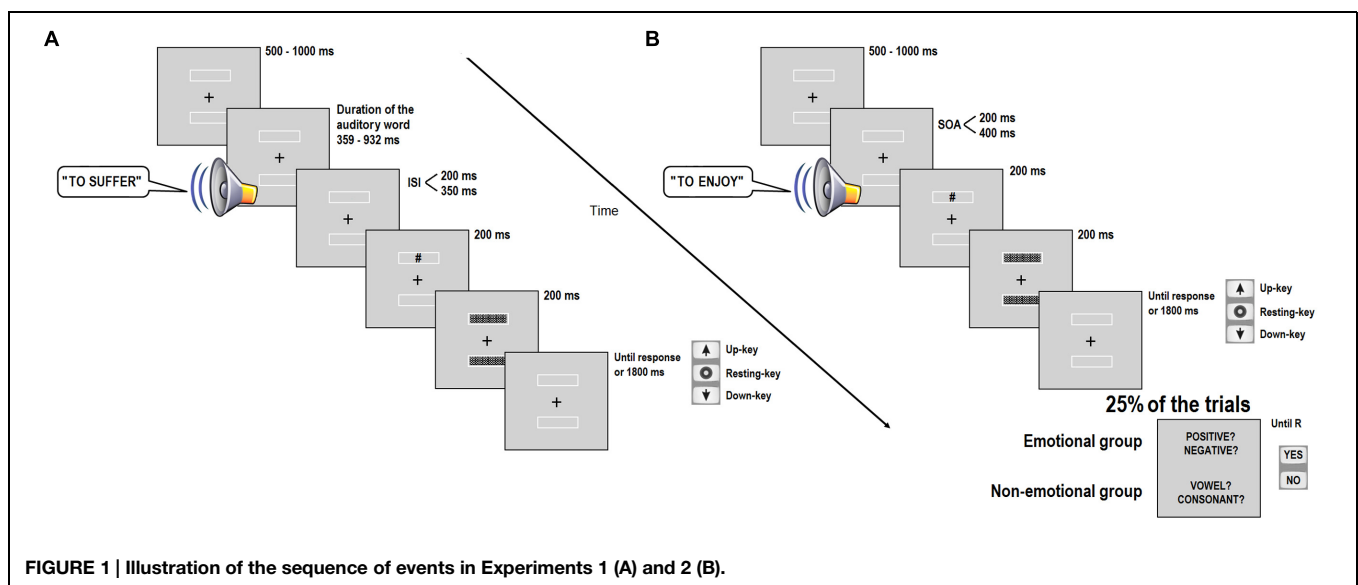 A
500 - 1000 ms
Duration of the
auditory word
359 - 932 ms
"TO SUFFER"
ISI
200 ms
350 ms
#
200 ms
200 ms
Until response
or 1800 ms
Up-key
Resting-key
Down-key
Time
B
500 - 1000 ms
SOA
200 ms
400 ms
"TO ENJOY"
#
200 ms
200 ms
Until response
or 1800 ms
Up-key
Resting-key
Down-key
25% of the trials
Emotional group
POSITIVE?
NEGATIVE?
Until R
YES
NO
Non-emotional group
VOWEL?
CONSONANT?
FIGURE 1 | Illustration of the sequence of events in Experiments 1 (A) and 2 (B).